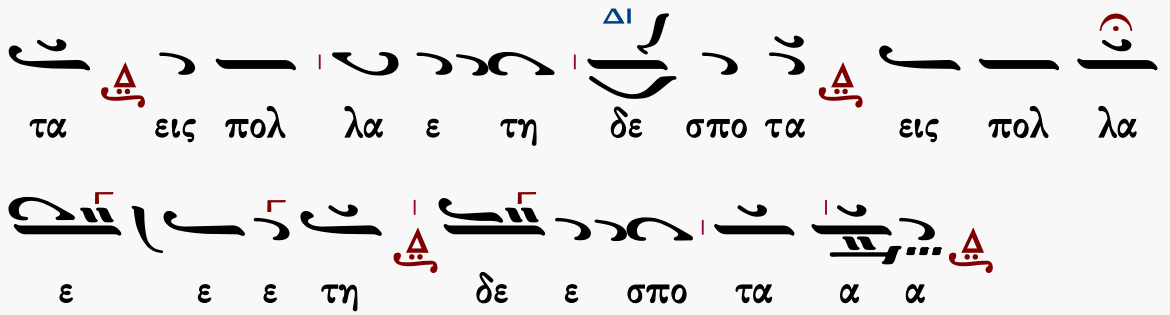 τα εις πολ λα ε τη δε σπο τα εις πολ λα
ε ε ε τη δε ε σπο τα α α